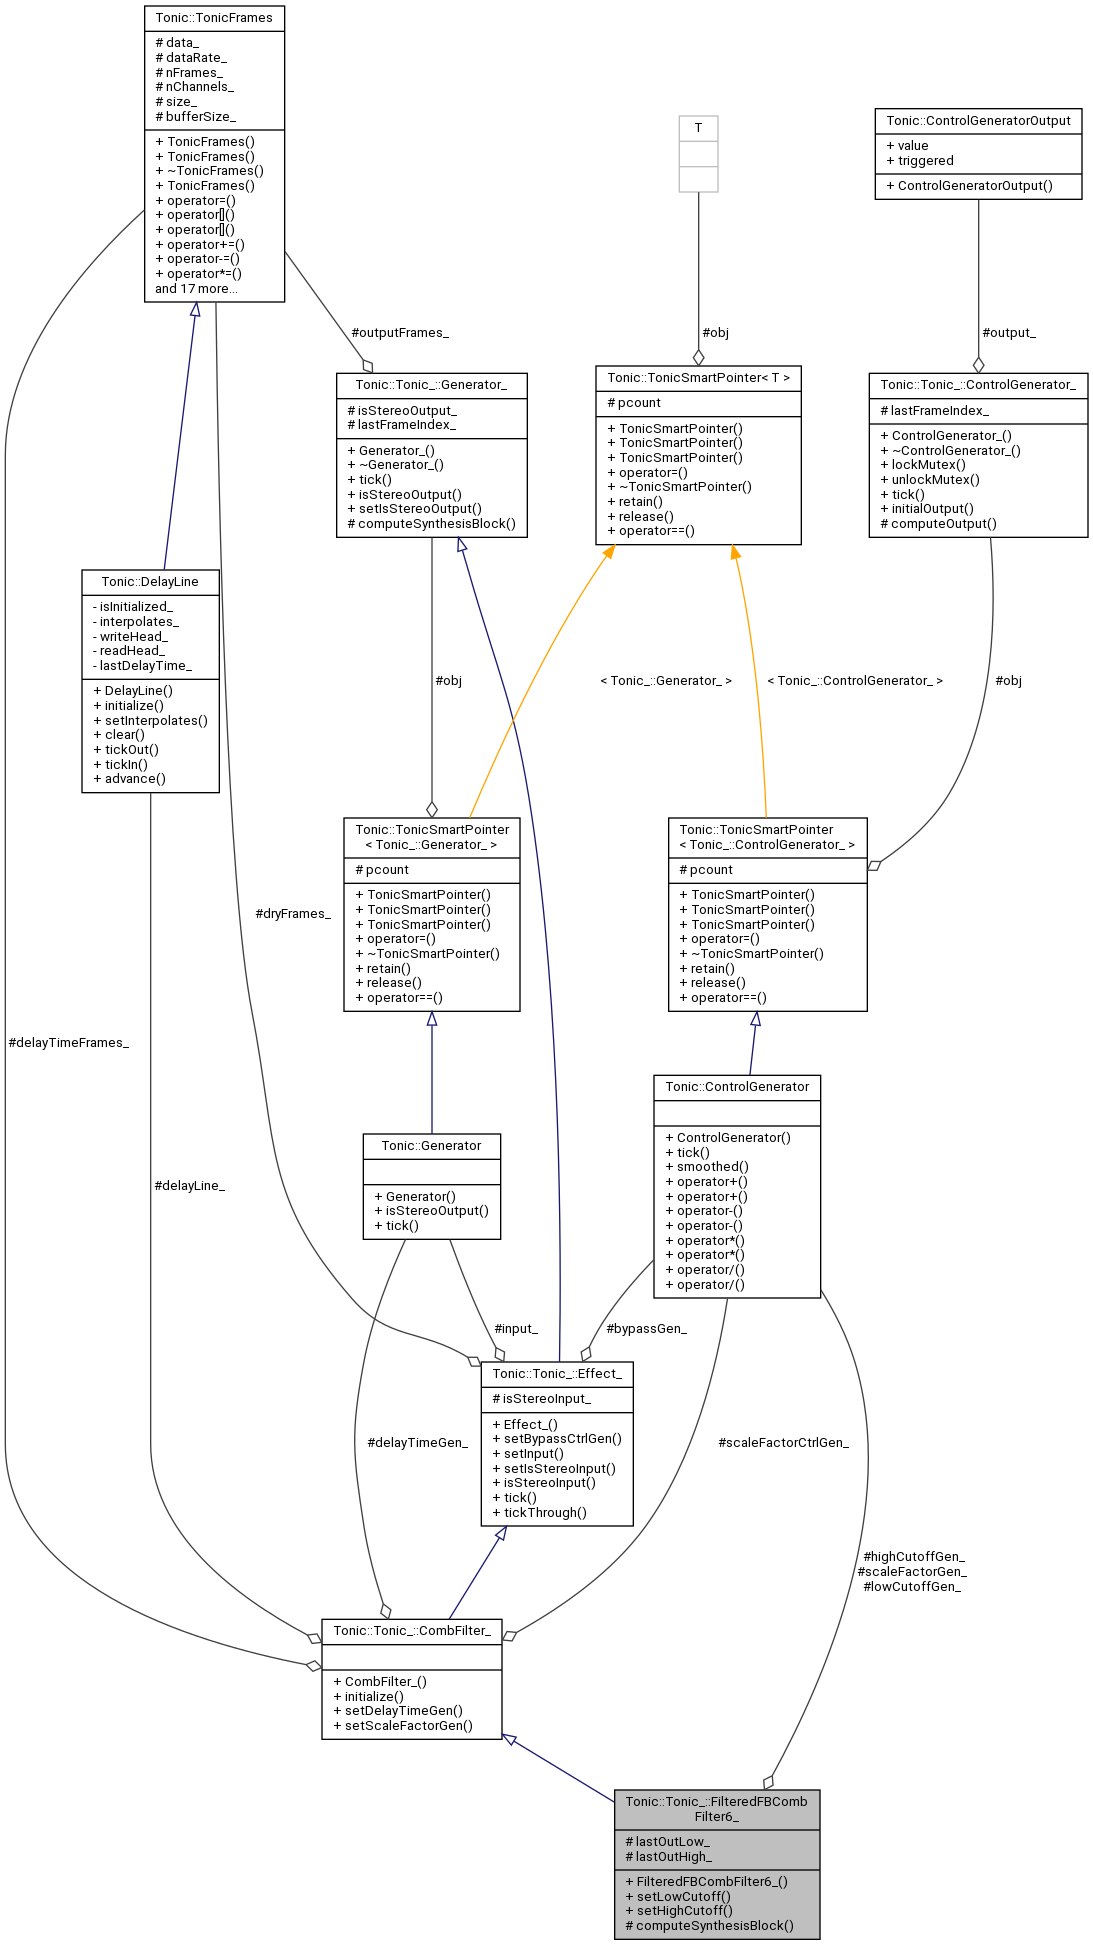 Tonic::TonicFrames
# data_
# dataRate_
# nFrames_
# nChannels_
# size_
# bufferSize_
+ TonicFrames()
+ TonicFrames()
+ ~TonicFrames()
+ TonicFrames()
+ operator=()
+ operator[]()
+ operator[]()
+ operator+=()
+ operator-=()
+ operator*=()
and 17 more...
T
Tonic::ControlGeneratorOutput
+ value
+ triggered
+ ControlGeneratorOutput()
#outputFrames_
#obj
#output_
Tonic::Tonic_::Generator_
# isStereoOutput_
# lastFrameIndex_
+ Generator_()
+ ~Generator_()
+ tick()
+ isStereoOutput()
+ setIsStereoOutput()
# computeSynthesisBlock()
Tonic::TonicSmartPointer< T >
# pcount
+ TonicSmartPointer()
+ TonicSmartPointer()
+ TonicSmartPointer()
+ operator=()
+ ~TonicSmartPointer()
+ retain()
+ release()
+ operator==()
Tonic::Tonic_::ControlGenerator_
# lastFrameIndex_
+ ControlGenerator_()
+ ~ControlGenerator_()
+ lockMutex()
+ unlockMutex()
+ tick()
+ initialOutput()
# computeOutput()
Tonic::DelayLine
- isInitialized_
- interpolates_
- writeHead_
- readHead_
- lastDelayTime_
+ DelayLine()
+ initialize()
+ setInterpolates()
+ clear()
+ tickOut()
+ tickIn()
+ advance()
#obj
< Tonic_::Generator_ >
< Tonic_::ControlGenerator_ >
#obj
Tonic::TonicSmartPointer
< Tonic_::Generator_ >
# pcount
+ TonicSmartPointer()
+ TonicSmartPointer()
+ TonicSmartPointer()
+ operator=()
+ ~TonicSmartPointer()
+ retain()
+ release()
+ operator==()
Tonic::TonicSmartPointer
< Tonic_::ControlGenerator_ >
# pcount
+ TonicSmartPointer()
+ TonicSmartPointer()
+ TonicSmartPointer()
+ operator=()
+ ~TonicSmartPointer()
+ retain()
+ release()
+ operator==()
#dryFrames_
#delayTimeFrames_
#delayLine_
Tonic::Generator
+ Generator()
+ isStereoOutput()
+ tick()
Tonic::ControlGenerator
+ ControlGenerator()
+ tick()
+ smoothed()
+ operator+()
+ operator+()
+ operator-()
+ operator-()
+ operator*()
+ operator*()
+ operator/()
+ operator/()
#input_
#bypassGen_
Tonic::Tonic_::Effect_
# isStereoInput_
+ Effect_()
+ setBypassCtrlGen()
+ setInput()
+ setIsStereoInput()
+ isStereoInput()
+ tick()
+ tickThrough()
#delayTimeGen_
#scaleFactorCtrlGen_
#highCutoffGen_
#scaleFactorGen_
#lowCutoffGen_
Tonic::Tonic_::CombFilter_
+ CombFilter_()
+ initialize()
+ setDelayTimeGen()
+ setScaleFactorGen()
Tonic::Tonic_::FilteredFBComb
Filter6_
# lastOutLow_
# lastOutHigh_
+ FilteredFBCombFilter6_()
+ setLowCutoff()
+ setHighCutoff()
# computeSynthesisBlock()